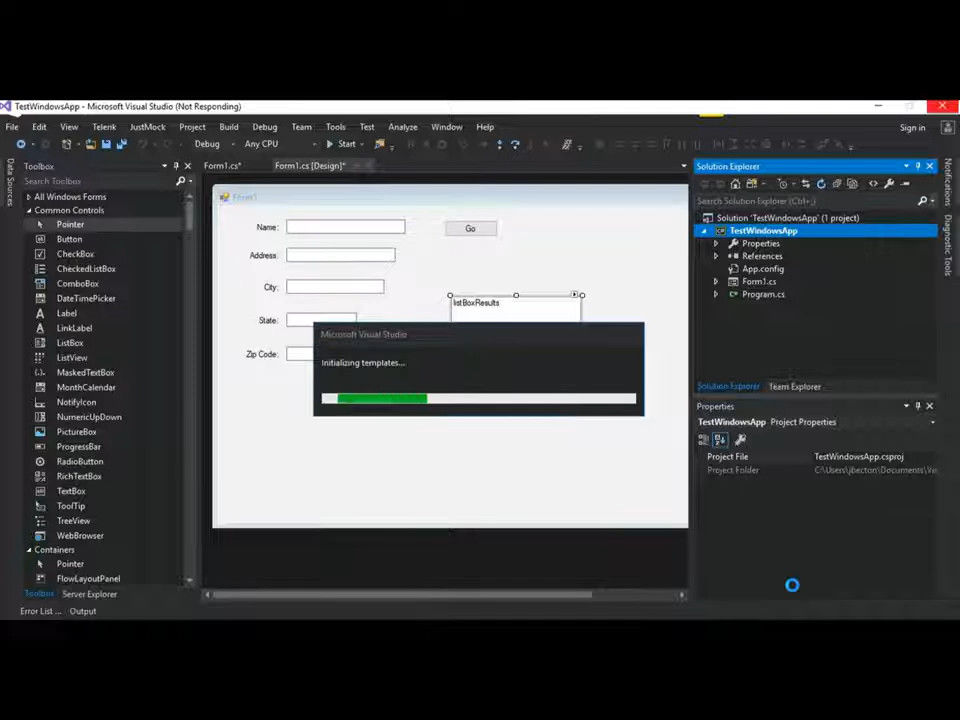 TestWindowsApp - Microsoft Visual Studio (Not Responding)
File Edit View Telerik JustMock Project Build Debug Team Tools Test Analyze Window Help Sign in
Debug Any CPU Start
Data Sources
Toolbox
Search Toolbox
All Windows Forms
Common Controls
Pointer
Button
CheckBox
CheckedListBox
ComboBox
DateTimePicker
Label
LinkLabel
ListBox
ListView
MaskedTextBox
MonthCalendar
NotifyIcon
NumericUpDown
PictureBox
ProgressBar
RadioButton
RichTextBox
TextBox
ToolTip
TreeView
WebBrowser
Containers
Pointer
FlowLayoutPanel
Toolbox Server Explorer
Error List ... Output
Form1.cs* Form1.cs [Design]*
Form1
Name:
Go
Address:
City:
listBoxResults
State:
Zip Code:
Microsoft Visual Studio
Initializing templates...
Solution Explorer
Search Solution Explorer (Ctrl+;)
Solution 'TestWindowsApp' (1 project)
TestWindowsApp
Properties
References
App.config
Form1.cs
Program.cs
Solution Explorer Team Explorer
Properties
TestWindowsApp Project Properties
Project File TestWindowsApp.csproj
Project Folder C:\Users\jbecton\Documents\Vis
Notifications
Diagnostic Tools